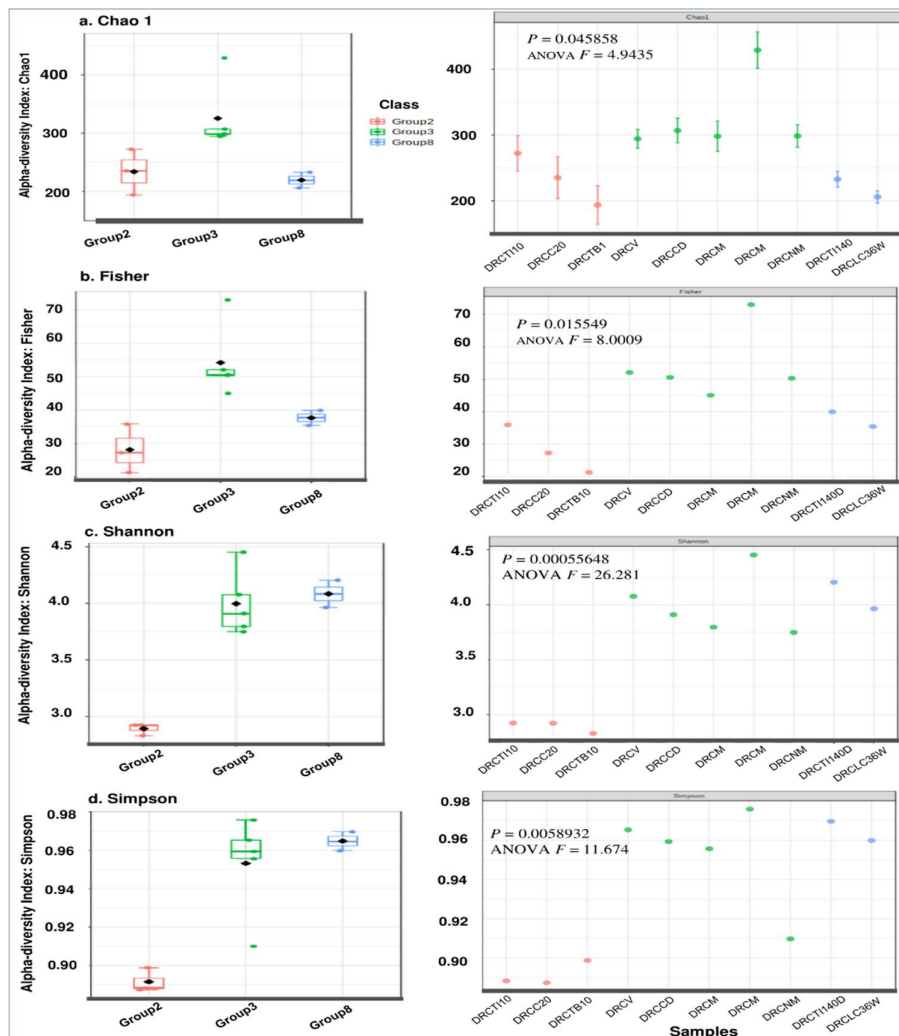 a. Chao 1
Alpha-diversity Index: Chao1
400
300
200
Group2
Group3
Group8
Class
Group2
Group3
Group8
Chao1
P = 0.045858
ANOVA F = 4.9435
400
300
200
DRCTI10
DRCC20
DRCTB1
DRCV
DRCCD
DRCM
DRCM
DRCNM
DRCTI140
DRCLC36W
b. Fisher
Alpha-diversity Index: Fisher
70
60
50
40
30
20
Group2
Group3
Group8
Fisher
P = 0.015549
ANOVA F = 8.0009
70
60
50
40
30
20
DRCTI10
DRCC20
DRCTB10
DRCV
DRCCD
DRCM
DRCM
DRCNM
DRCTI140D
DRCLC36W
c. Shannon
Alpha-diversity Index: Shannon
4.5
4.0
3.5
3.0
Group2
Group3
Group8
Shannon
P = 0.00055648
ANOVA F = 26.281
4.5
4.0
3.5
3.0
DRCTI10
DRCC20
DRCTB10
DRCV
DRCCD
DRCM
DRCM
DRCNM
DRCTI140D
DRCLC36W
d. Simpson
Alpha-diversity Index: Simpson
0.98
0.96
0.94
0.92
0.90
Group2
Group3
Group8
Simpson
P = 0.0058932
ANOVA F = 11.674
0.98
0.96
0.94
0.92
0.90
DRCTI10
DRCC20
DRCTB10
DRCV
DRCCD
DRCM
DRCM
DRCNM
DRCTI140D
DRCLC36W
Samples